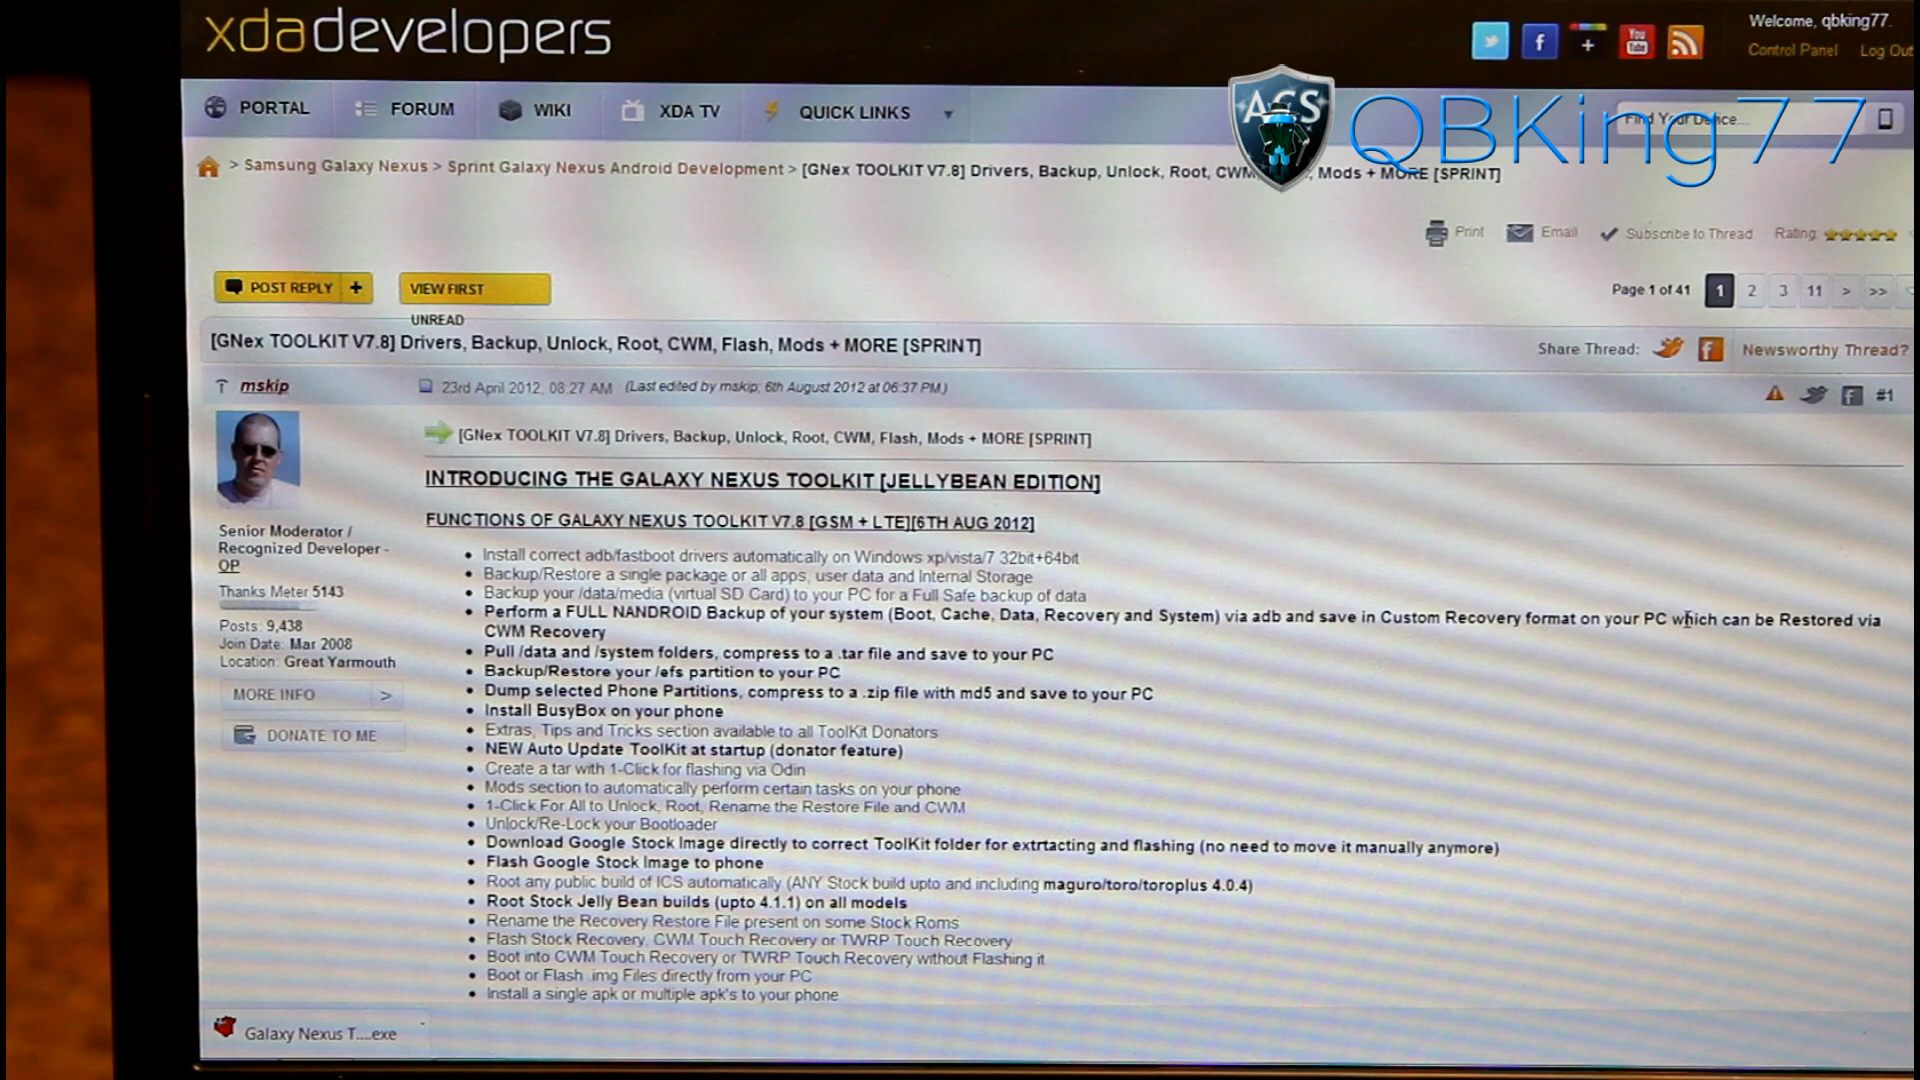 xdadevelopers
Welcome, qbking77.
Control Panel Log Out
PORTAL FORUM WIKI XDA TV QUICK LINKS
ACS QBKing77
Find Your Device...
> Samsung Galaxy Nexus > Sprint Galaxy Nexus Android Development > [GNex TOOLKIT V7.8] Drivers, Backup, Unlock, Root, CWM, Mods + MORE [SPRINT]
Print Email Subscribe to Thread Rating:
POST REPLY + VIEW FIRST UNREAD
Page 1 of 41 1 2 3 11 > >>
[GNex TOOLKIT V7.8] Drivers, Backup, Unlock, Root, CWM, Flash, Mods + MORE [SPRINT]
Share Thread: Newsworthy Thread?
mskip
23rd April 2012, 08:27 AM (Last edited by mskip; 6th August 2012 at 06:37 PM.)
#1
Senior Moderator /
Recognized Developer -
OP
Thanks Meter 5143
Posts: 9,438
Join Date: Mar 2008
Location: Great Yarmouth
MORE INFO >
DONATE TO ME
[GNex TOOLKIT V7.8] Drivers, Backup, Unlock, Root, CWM, Flash, Mods + MORE [SPRINT]
INTRODUCING THE GALAXY NEXUS TOOLKIT [JELLYBEAN EDITION]
FUNCTIONS OF GALAXY NEXUS TOOLKIT V7.8 [GSM + LTE][6TH AUG 2012]
• Install correct adb/fastboot drivers automatically on Windows xp/vista/7 32bit+64bit
• Backup/Restore a single package or all apps, user data and Internal Storage
• Backup your /data/media (virtual SD Card) to your PC for a Full Safe backup of data
• Perform a FULL NANDROID Backup of your system (Boot, Cache, Data, Recovery and System) via adb and save in Custom Recovery format on your PC which can be Restored via
CWM Recovery
• Pull /data and /system folders, compress to a .tar file and save to your PC
• Backup/Restore your /efs partition to your PC
• Dump selected Phone Partitions, compress to a .zip file with md5 and save to your PC
• Install BusyBox on your phone
• Extras, Tips and Tricks section available to all ToolKit Donators
• NEW Auto Update ToolKit at startup (donator feature)
• Create a tar with 1-Click for flashing via Odin
• Mods section to automatically perform certain tasks on your phone
• 1-Click For All to Unlock, Root, Rename the Restore File and CWM
• Unlock/Re-Lock your Bootloader
• Download Google Stock Image directly to correct ToolKit folder for extrtacting and flashing (no need to move it manually anymore)
• Flash Google Stock Image to phone
• Root any public build of ICS automatically (ANY Stock build upto and including maguro/toro/toroplus 4.0.4)
• Root Stock Jelly Bean builds (upto 4.1.1) on all models
• Rename the Recovery Restore File present on some Stock Roms
• Flash Stock Recovery, CWM Touch Recovery or TWRP Touch Recovery
• Boot into CWM Touch Recovery or TWRP Touch Recovery without Flashing it
• Boot or Flash .img Files directly from your PC
• Install a single apk or multiple apk's to your phone
Galaxy Nexus T....exe